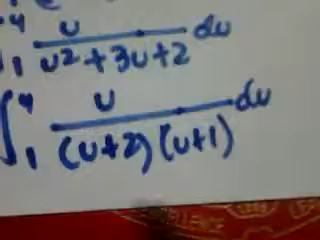 ∫₁⁴ u / (u² + 3u + 2) du
∫₁⁴ u / ((u+2)(u+1)) du